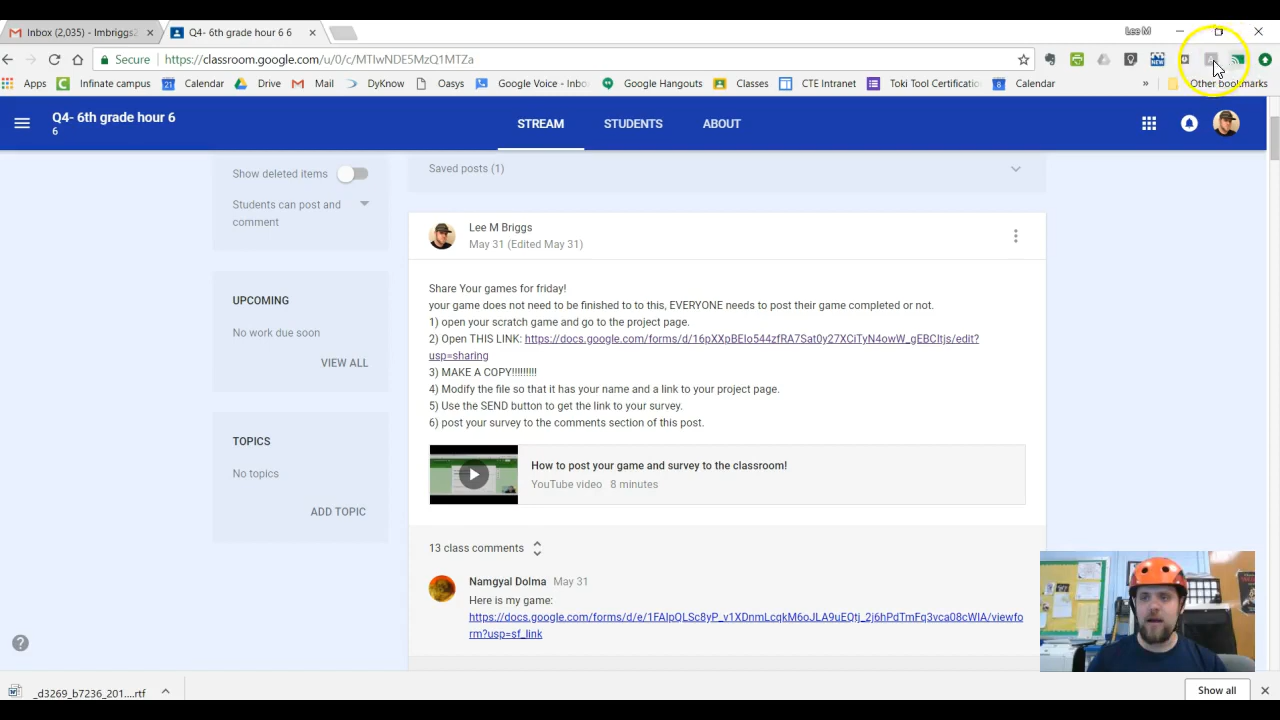 Inbox (2,035) - lmbriggs2
Q4- 6th grade hour 6 6
Lee M
Secure
https://classroom.google.com/u/0/c/MTIwNDE5MzQ1MTZa
Apps
Infinate campus
Calendar
Drive
Mail
DyKnow
Oasys
Google Voice - Inbo
Google Hangouts
Classes
CTE Intranet
Toki Tool Certificatio
Calendar
»
Other bookmarks
Q4- 6th grade hour 6
6
STREAM
STUDENTS
ABOUT
Show deleted items
Students can post and
comment
UPCOMING
No work due soon
VIEW ALL
TOPICS
No topics
ADD TOPIC
Saved posts (1)
Lee M Briggs
May 31 (Edited May 31)
Share Your games for friday!
your game does not need to be finished to to this, EVERYONE needs to post their game completed or not.
1) open your scratch game and go to the project page.
2) Open THIS LINK: https://docs.google.com/forms/d/16pXXpBEIo544zfRA7Sat0y27XCiTyN4owW_gEBCItjs/edit?
usp=sharing
3) MAKE A COPY!!!!!!!!!
4) Modify the file so that it has your name and a link to your project page.
5) Use the SEND button to get the link to your survey.
6) post your survey to the comments section of this post.
How to post your game and survey to the classroom!
YouTube video 8 minutes
13 class comments
Namgyal Dolma May 31
Here is my game:
https://docs.google.com/forms/d/e/1FAIpQLSc8yP_v1XDnmLcqkM6oJLA9uEQtj_2j6hPdTmFq3vca08cWIA/viewfo
rm?usp=sf_link
_d3269_b7236_201....rtf
Show all